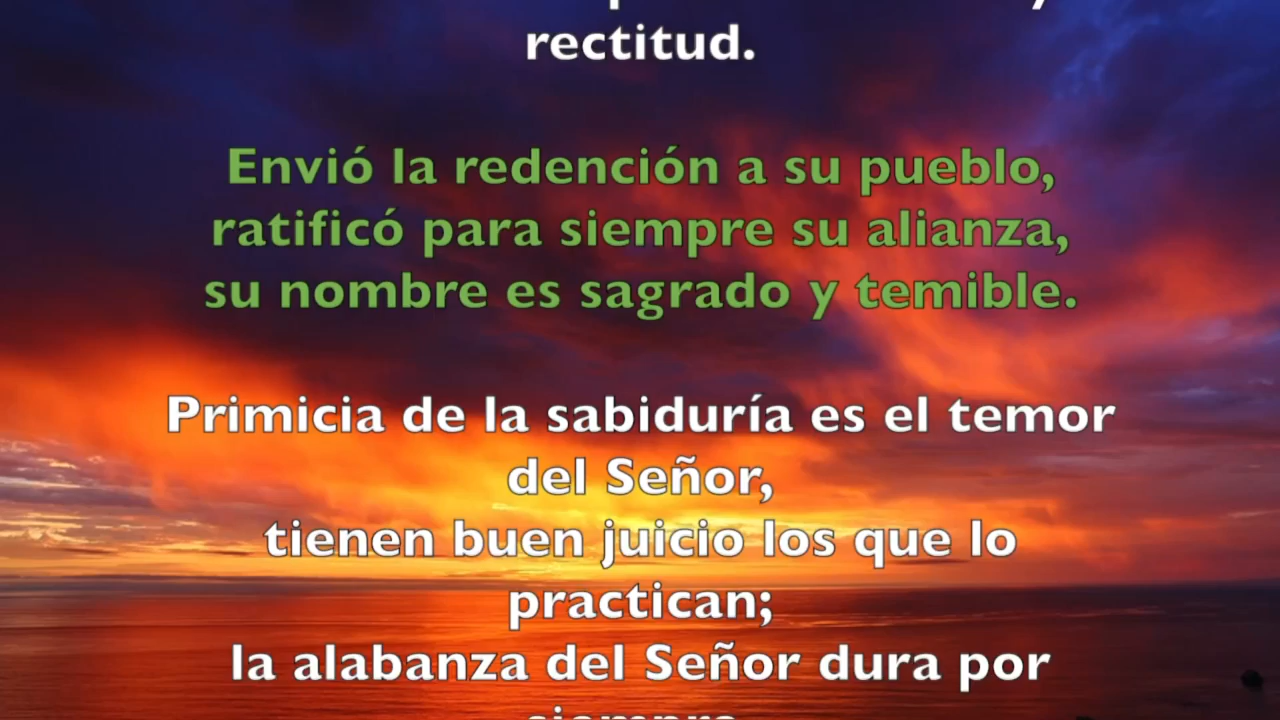 rectitud.
Envió la redención a su pueblo,
ratificó para siempre su alianza,
su nombre es sagrado y temible.
Primicia de la sabiduría es el temor
del Señor,
tienen buen juicio los que lo
practican;
la alabanza del Señor dura por
siempre